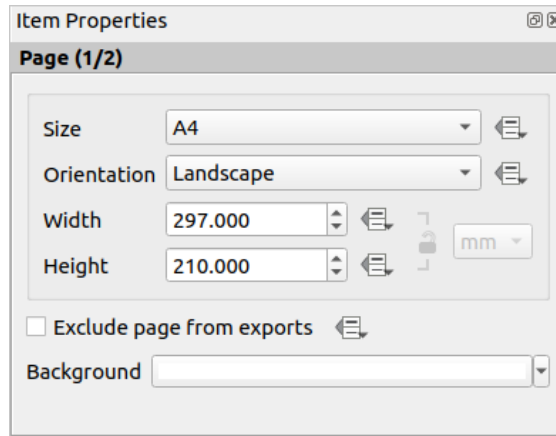 Item Properties
Page (1/2)
Size A4
Orientation Landscape
Width 297.000
mm
Height 210.000
Exclude page from exports
Background